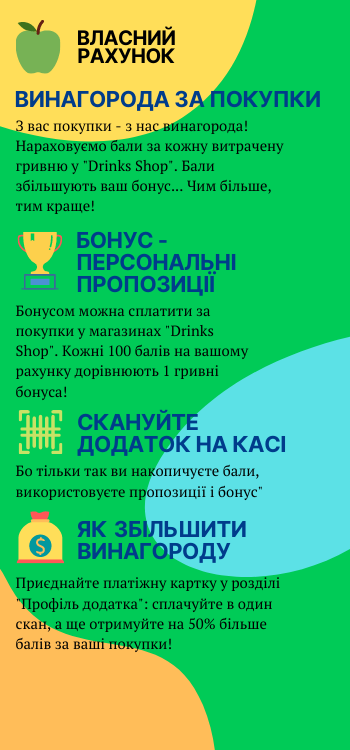 ВЛАСНИЙ
РАХУНОК
ВИНАГОРОДА ЗА ПОКУПКИ
З вас покупки - з нас винагорода!
Нараховуємо бали за кожну витрачену
гривню у "Drinks Shop". Бали
збільшують ваш бонус... Чим більше,
тим краще!
БОНУС -
ПЕРСОНАЛЬНІ
ПРОПОЗИЦІЇ
Бонусом можна сплатити за
покупки у магазинах "Drinks
Shop". Кожні 100 балів на вашому
рахунку дорівнюють 1 гривні
бонуса!
СКАНУЙТЕ
ДОДАТОК НА КАСІ
Бо тільки так ви накопичуєте бали,
використовуєте пропозиції і бонус"
ЯК ЗБІЛЬШИТИ
ВИНАГОРОДУ
Приєднайте платіжну картку у розділі
"Профіль додатка": сплачуйте в один
скан, а ще отримуйте на 50% більше
балів за ваші покупки!